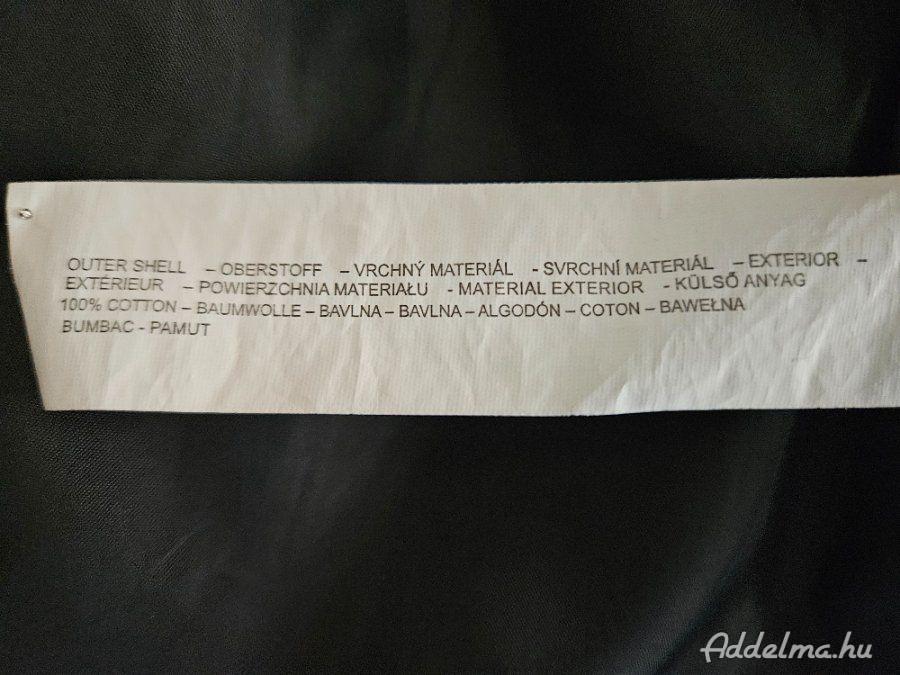 OUTER SHELL – OBERSTOFF – VRCHNÝ MATERIÁL - SVRCHNÍ MATERIÁL – EXTERIOR –
EXTÉRIEUR – POWIERZCHNIA MATERIAŁU - MATERIAL EXTERIOR - KÜLSŐ ANYAG
100% COTTON – BAUMWOLLE – BAVLNA – BAVLNA – ALGODÓN – COTON – BAWEŁNA
BUMBAC - PAMUT
Addelma.hu